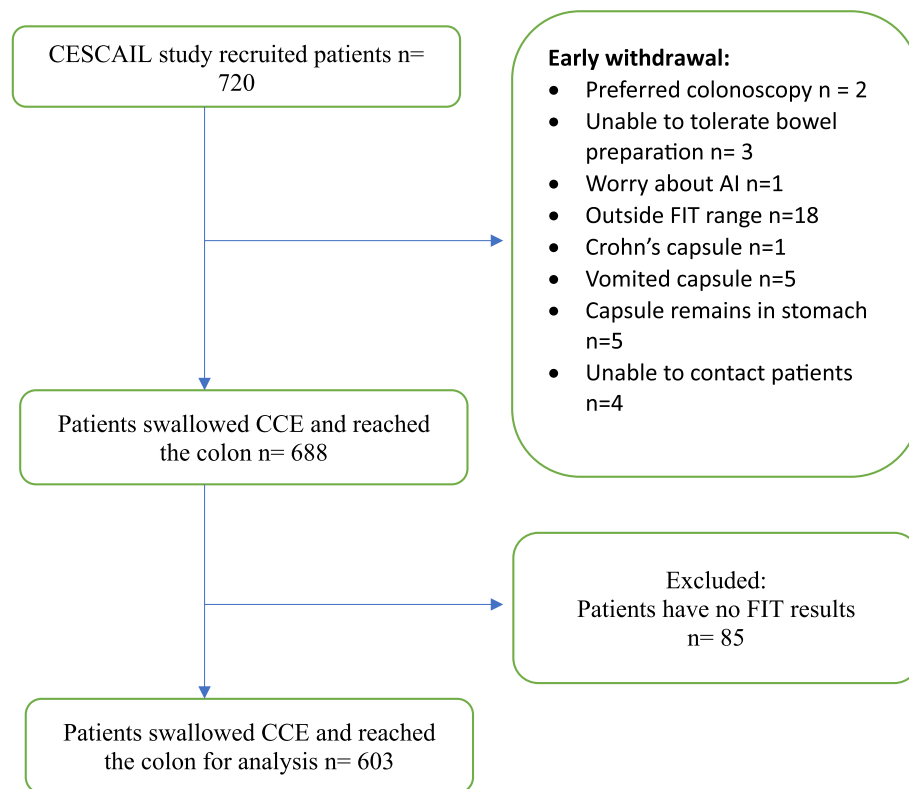 CESCAIL study recruited patients n=
720
Early withdrawal:
• Preferred colonoscopy n = 2
• Unable to tolerate bowel
preparation n= 3
• Worry about AI n=1
• Outside FIT range n=18
• Crohn's capsule n=1
• Vomited capsule n=5
• Capsule remains in stomach
n=5
• Unable to contact patients
n=4
Patients swallowed CCE and reached
the colon n= 688
Excluded:
Patients have no FIT results
n= 85
Patients swallowed CCE and reached
the colon for analysis n= 603